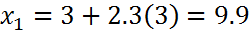 x₁ = 3 + 2.3(3) = 9.9